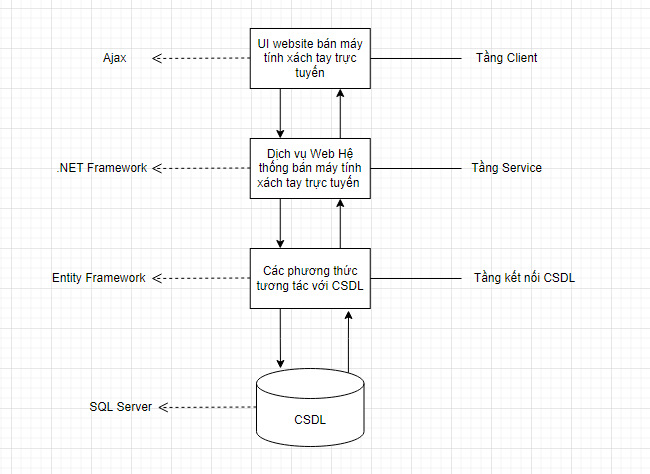 Ajax
UI website bán máy
tính xách tay trực
tuyến
Tầng Client
.NET Framework
Dịch vụ Web Hệ
thống bán máy tính
xách tay trực tuyến
Tầng Service
Entity Framework
Các phương thức
tương tác với CSDL
Tầng kết nối CSDL
SQL Server
CSDL